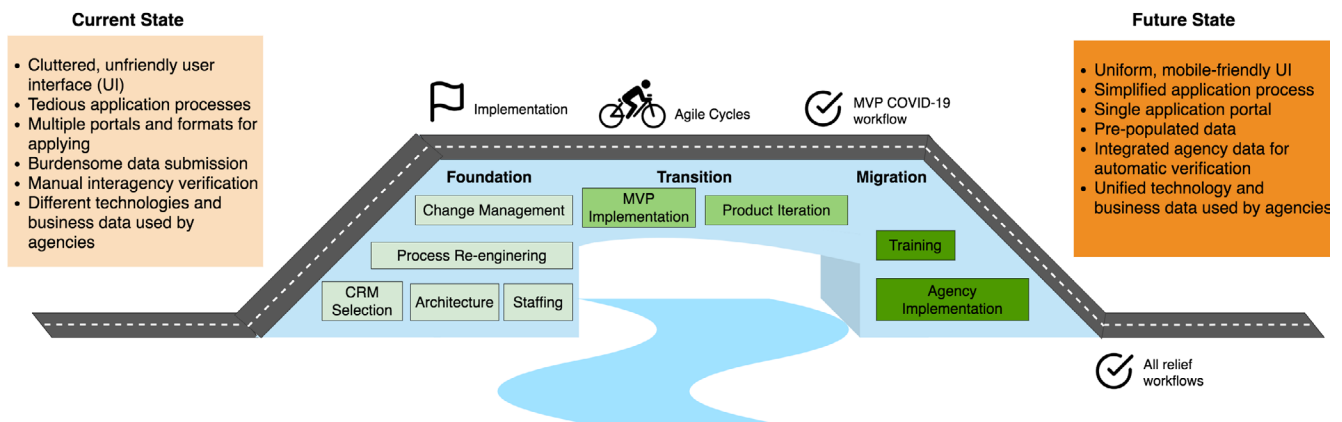 Current State
• Cluttered, unfriendly user
interface (UI)
• Tedious application processes
• Multiple portals and formats for
applying
• Burdensome data submission
• Manual interagency verification
• Different technologies and
business data used by
agencies
Implementation
Agile Cycles
MVP COVID-19
workflow
Foundation
Transition
Migration
Change Management
MVP
Implementation
Product Iteration
Process Re-enginering
Training
CRM
Selection
Architecture
Staffing
Agency
Implementation
Future State
• Uniform, mobile-friendly UI
• Simplified application process
• Single application portal
• Pre-populated data
• Integrated agency data for
automatic verification
• Unified technology and
business data used by agencies
All relief
workflows